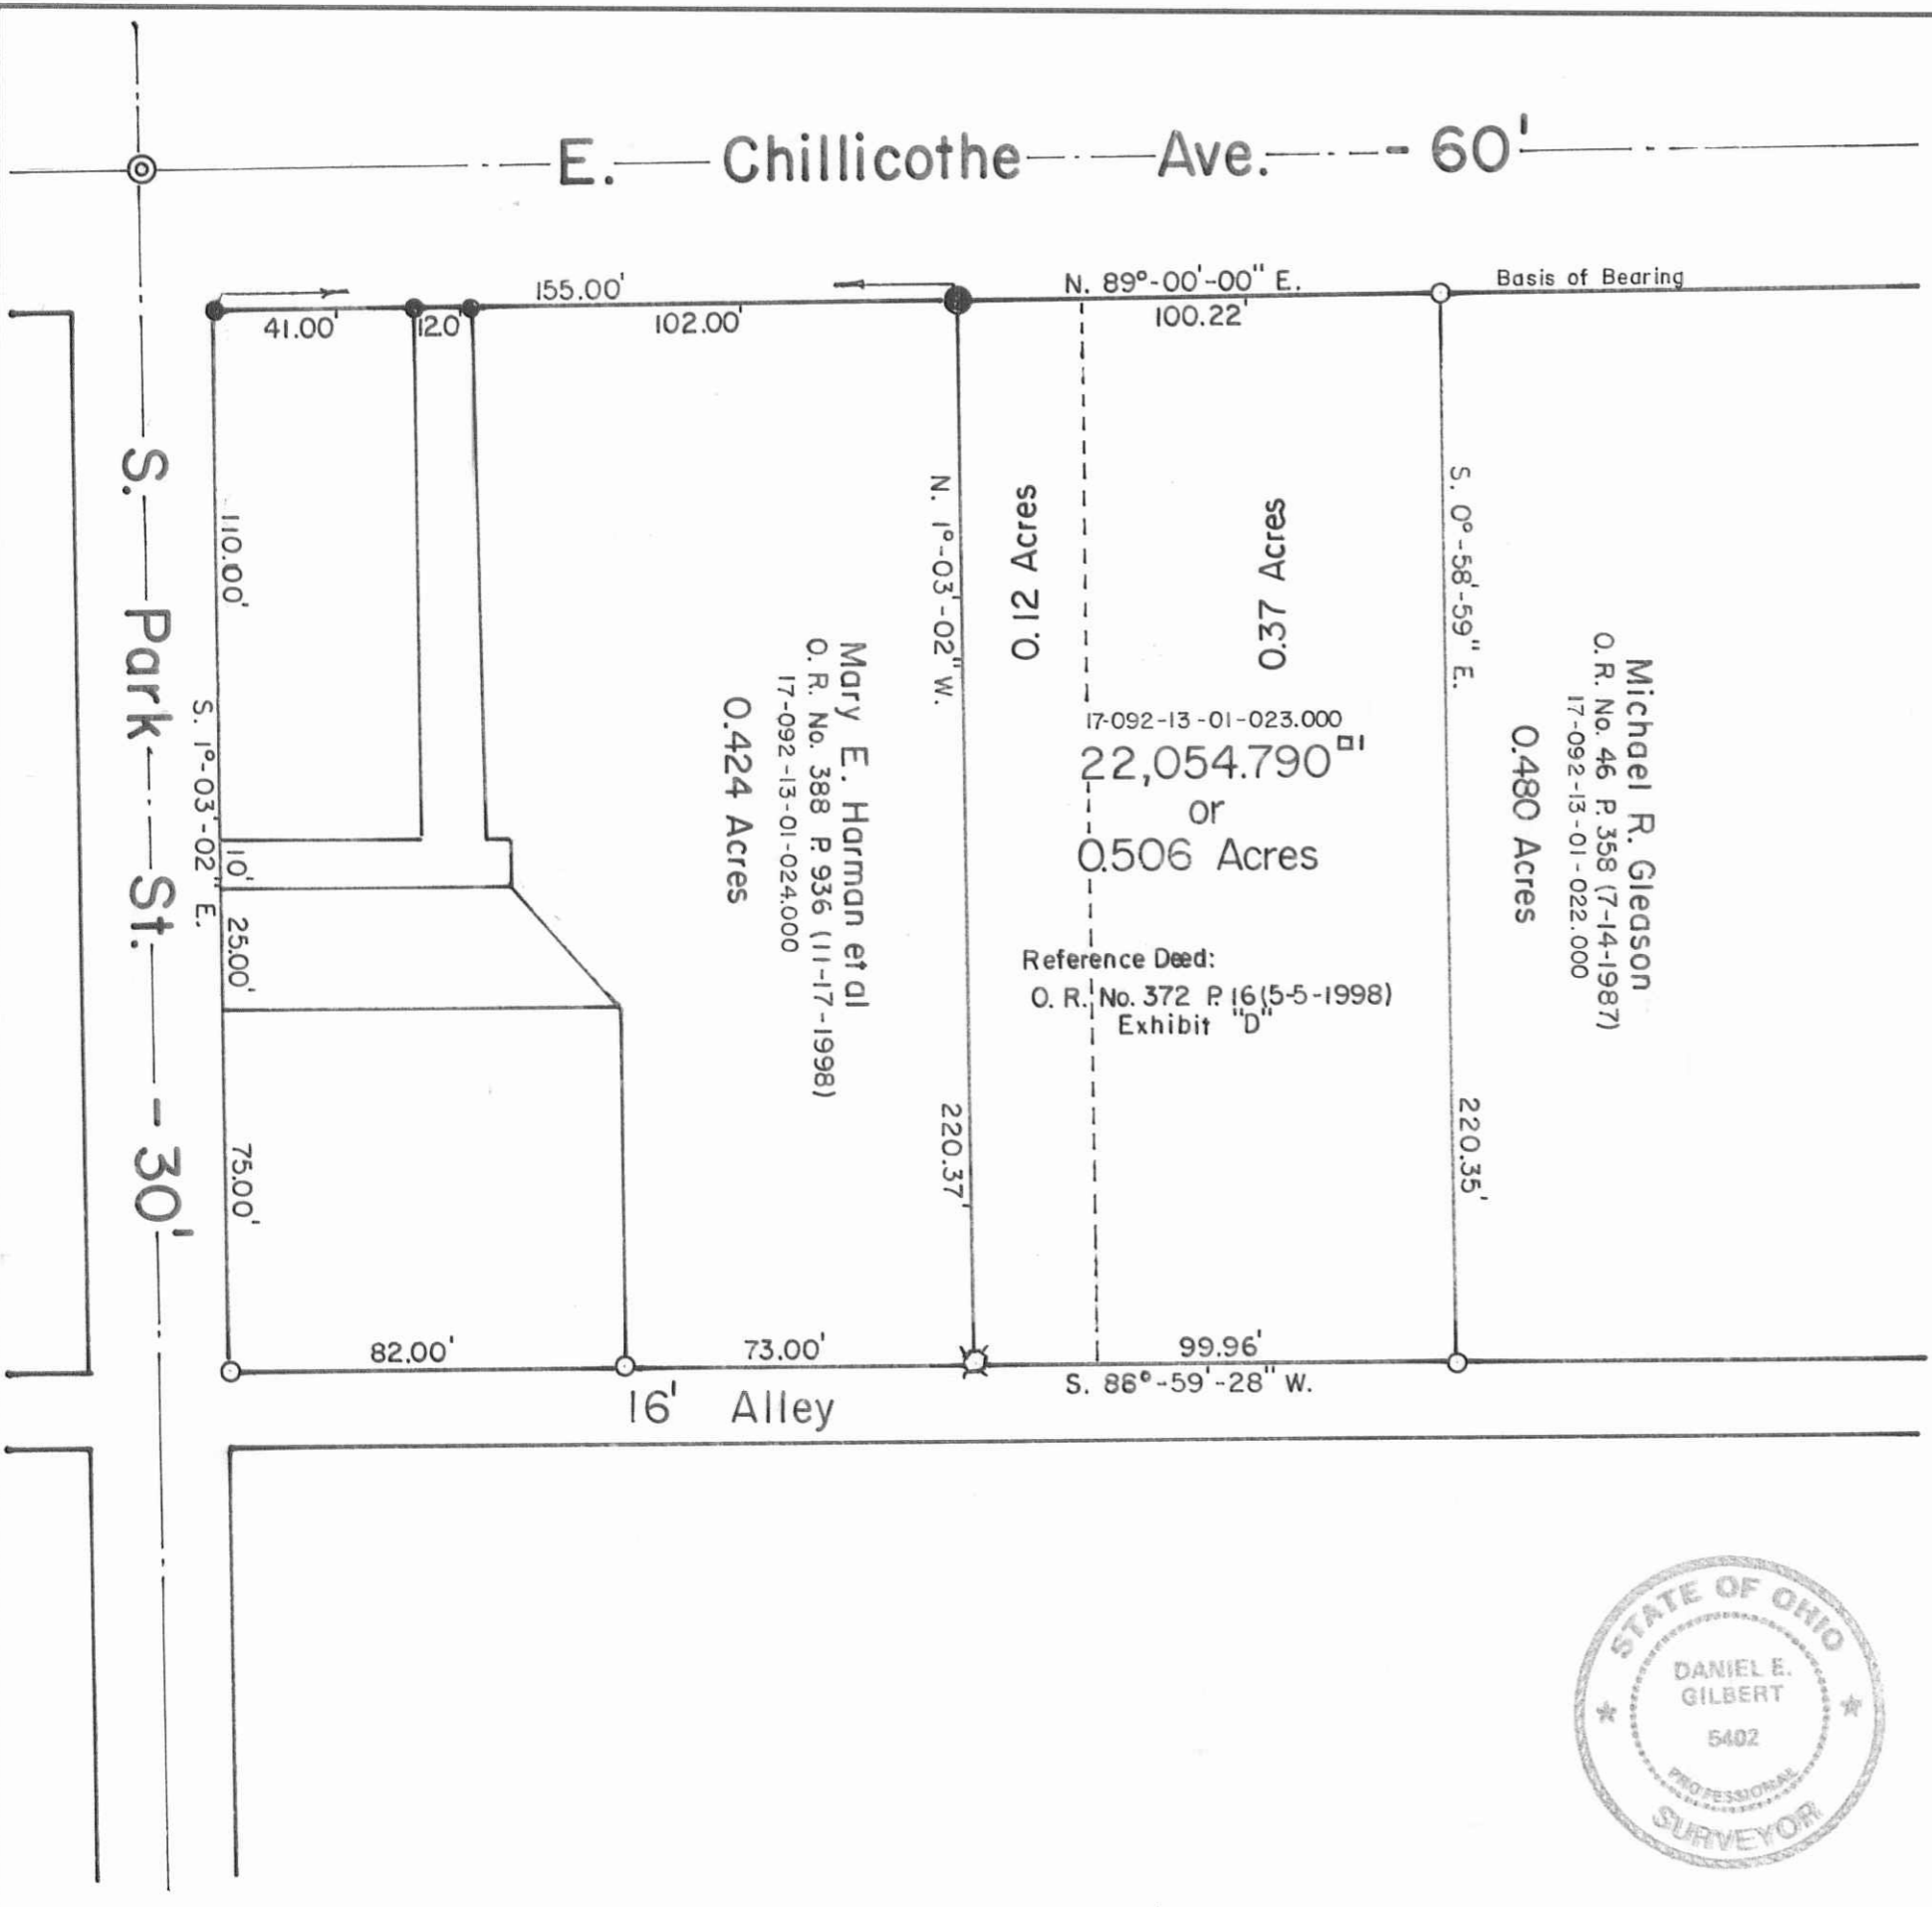 E. Chillicothe Ave. - 60'
N. 89°-00'-00" E.
Basis of Bearing
155.00'
100.22'
41.00'
12.0'
102.00'
S. Park St. - 30'
110.00'
S. 1°-03'-02" E.
10'
25.00'
75.00'
Mary E. Harman et al
O. R. No. 388 P. 936 (11-17-1998)
17-092-13-01-024.000
0.424 Acres
N. 1°-03'-02" W.
220.37'
0.12 Acres
0.37 Acres
17-092-13-01-023.000
22,054.790□'
or
0.506 Acres
Reference Deed:
O. R. No. 372 P. 16 (5-5-1998)
Exhibit "D"
S. 0°-58'-59" E.
220.35'
Michael R. Gleason
O. R. No. 46 P. 358 (7-14-1987)
17-092-13-01-022.000
0.480 Acres
82.00'
73.00'
99.96'
16' Alley
STATE OF OHIO
DANIEL E.
GILBERT
5402
PROFESSIONAL
SURVEYOR